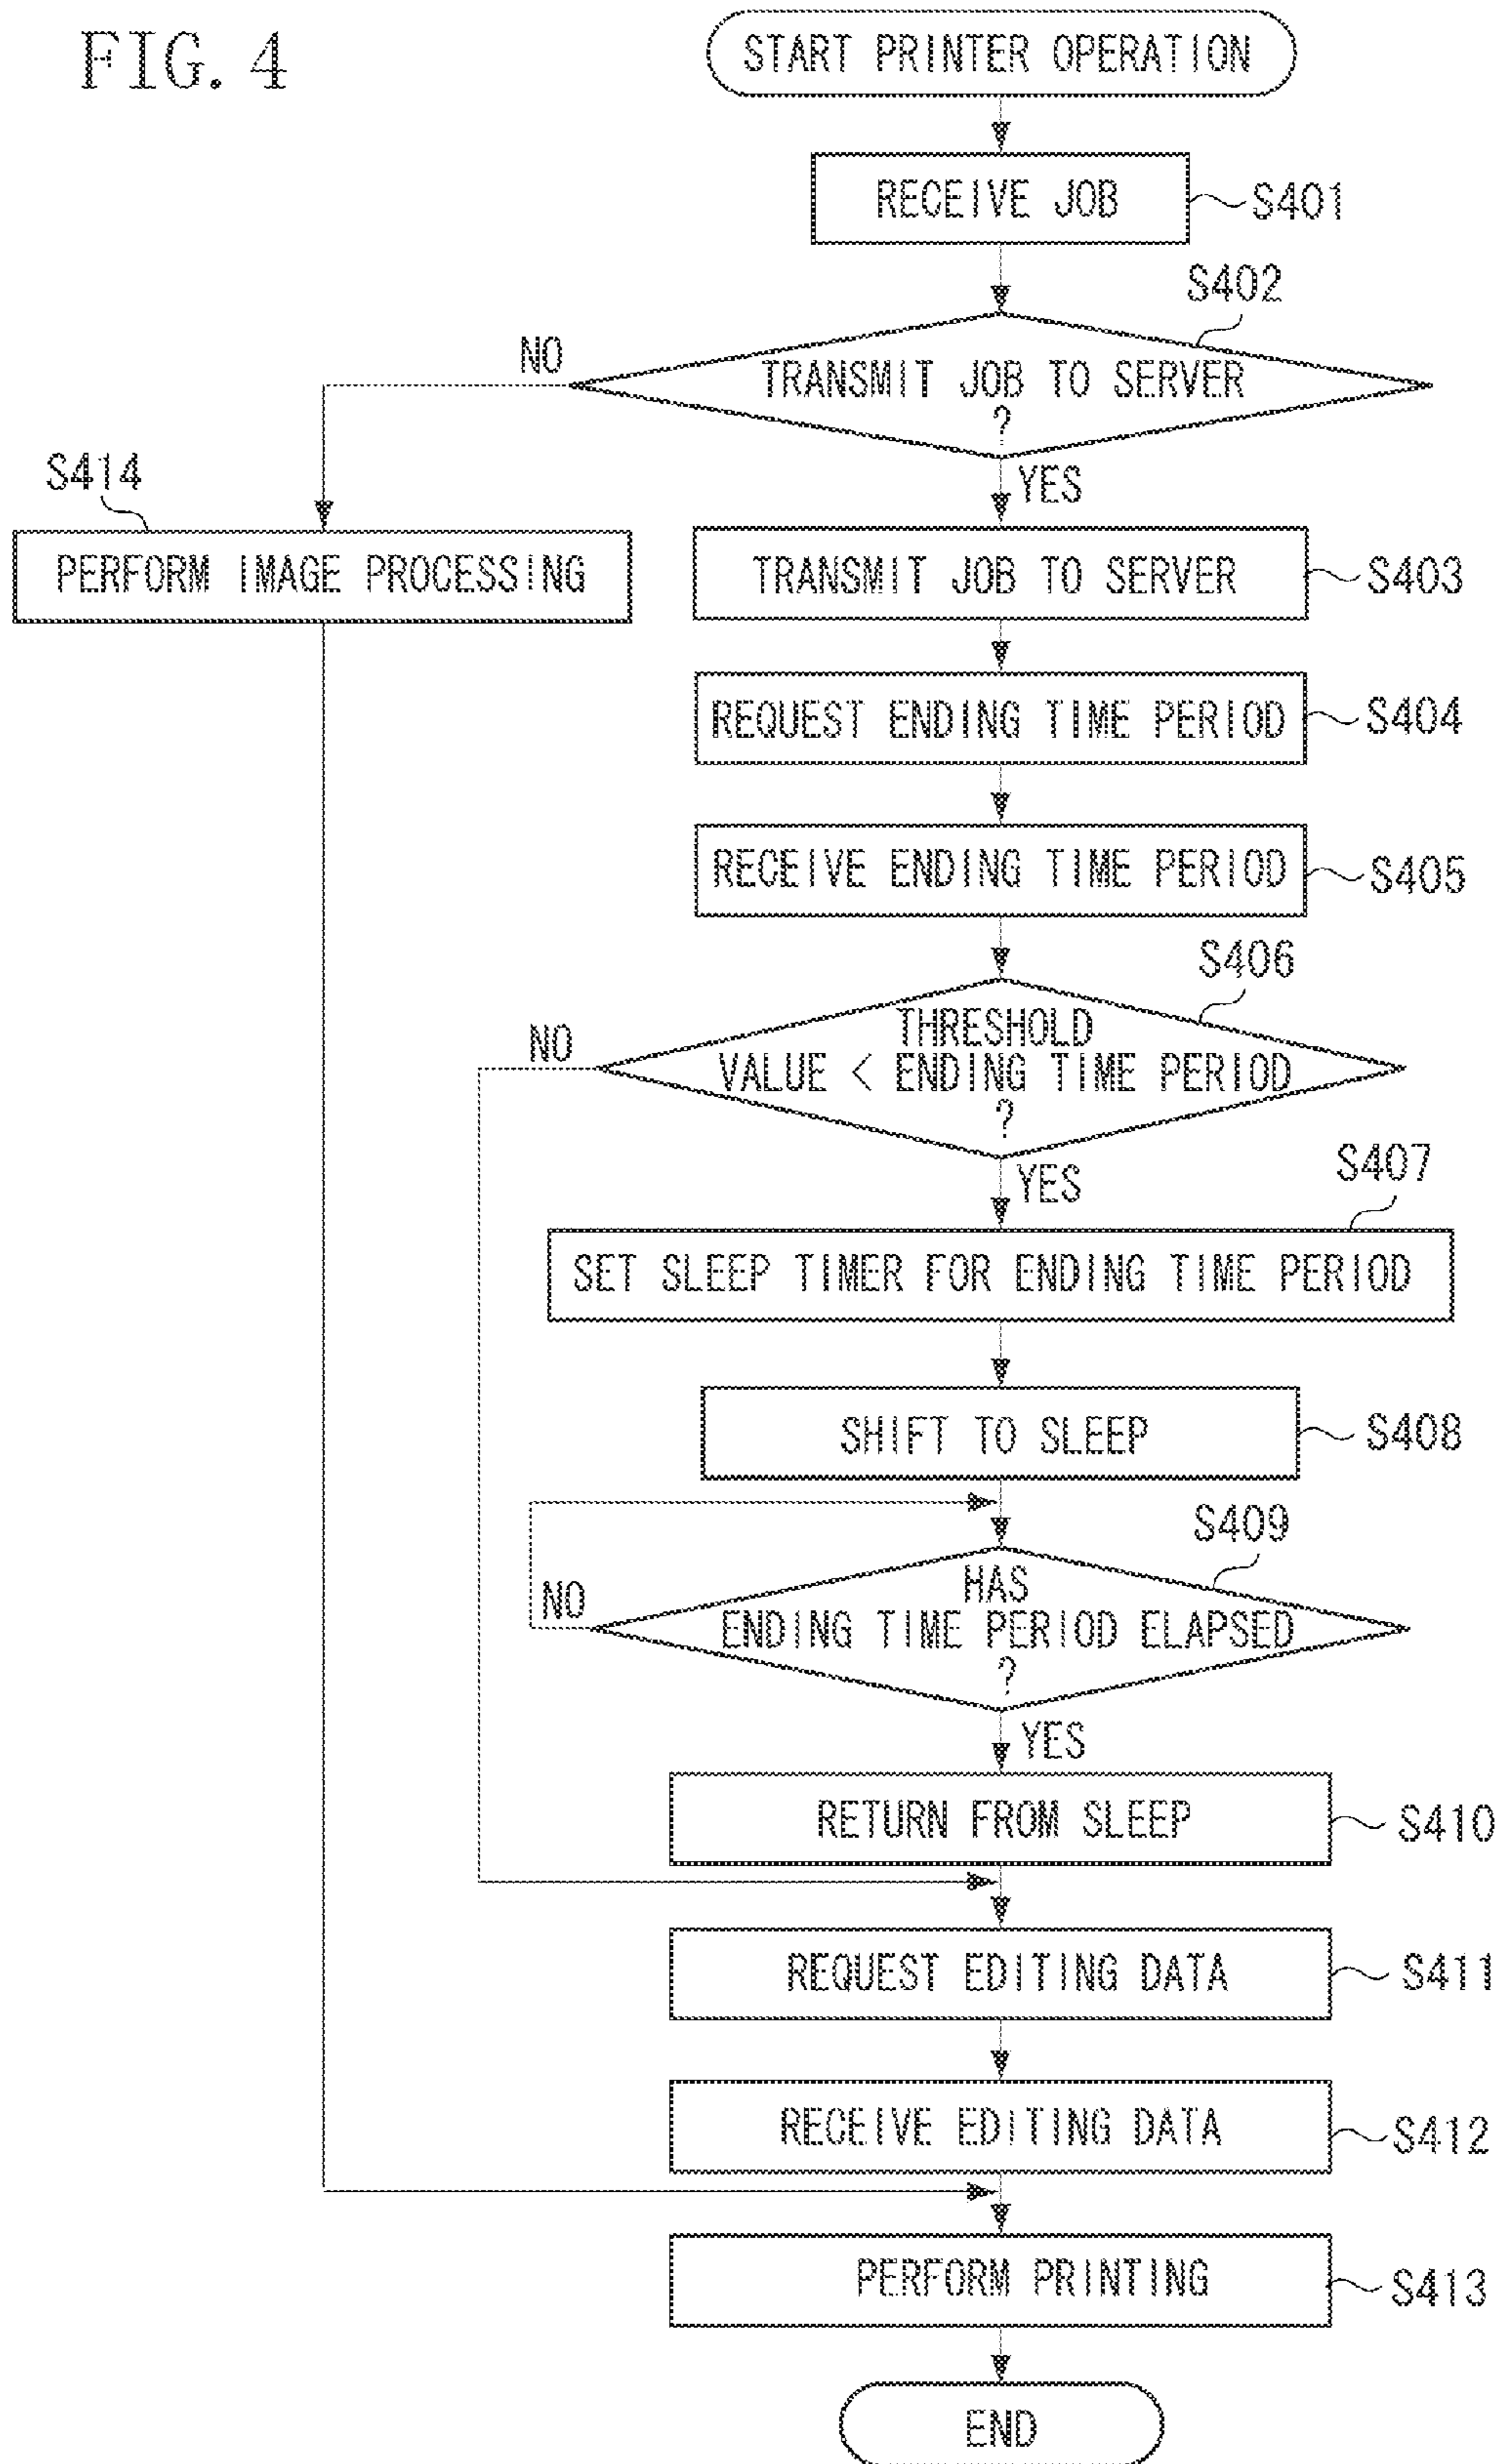 FIG. 4
START PRINTER OPERATION
RECEIVE JOB
S401
S402
NO
TRANSMIT JOB TO SERVER
?
YES
S414
PERFORM IMAGE PROCESSING
TRANSMIT JOB TO SERVER
S403
REQUEST ENDING TIME PERIOD
S404
RECEIVE ENDING TIME PERIOD
S405
S406
NO
THRESHOLD
VALUE < ENDING TIME PERIOD
?
YES
S407
SET SLEEP TIMER FOR ENDING TIME PERIOD
SHIFT TO SLEEP
S408
S409
NO
HAS
ENDING TIME PERIOD ELAPSED
?
YES
RETURN FROM SLEEP
S410
REQUEST EDITING DATA
S411
RECEIVE EDITING DATA
S412
PERFORM PRINTING
S413
END